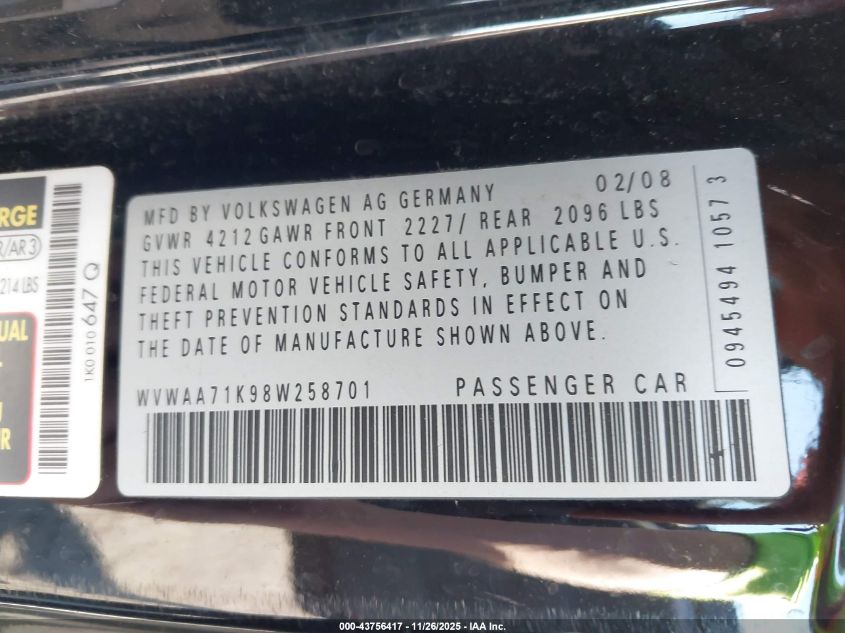 RGE
R/AR3
214 LBS
UAL
U
R
1K0 010 647 Q
MFD BY VOLKSWAGEN AG GERMANY 02/08
GVWR 4212 GAWR FRONT 2227/ REAR 2096 LBS
THIS VEHICLE CONFORMS TO ALL APPLICABLE U.S.
FEDERAL MOTOR VEHICLE SAFETY, BUMPER AND
THEFT PREVENTION STANDARDS IN EFFECT ON
THE DATE OF MANUFACTURE SHOWN ABOVE.
WVWAA71K98W258701 PASSENGER CAR
0945494 1057 3
000-43756417 - 11/26/2025 - IAA Inc.